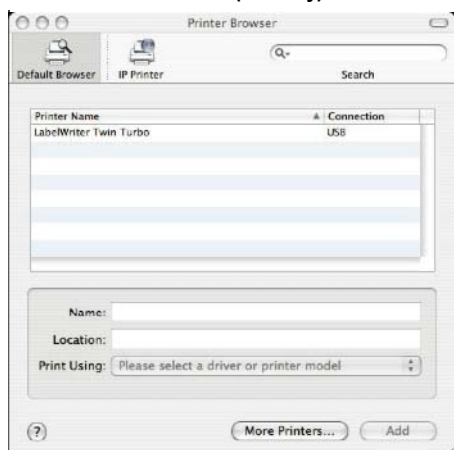 Printer Browser
Default Browser
IP Printer
Search
Printer Name Connection
LabelWriter Twin Turbo USB
Name:
Location:
Print Using: Please select a driver or printer model
? More Printers... Add